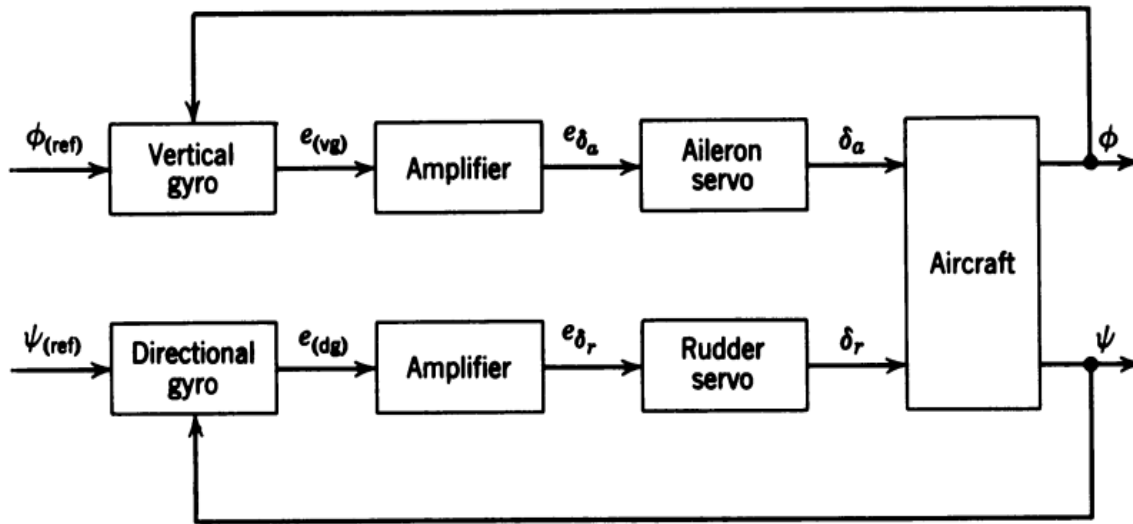 ϕ(ref)
Vertical
gyro
e(vg)
Amplifier
eδa
Aileron
servo
δa
Aircraft
ϕ
ψ(ref)
Directional
gyro
e(dg)
Amplifier
eδr
Rudder
servo
δr
ψ